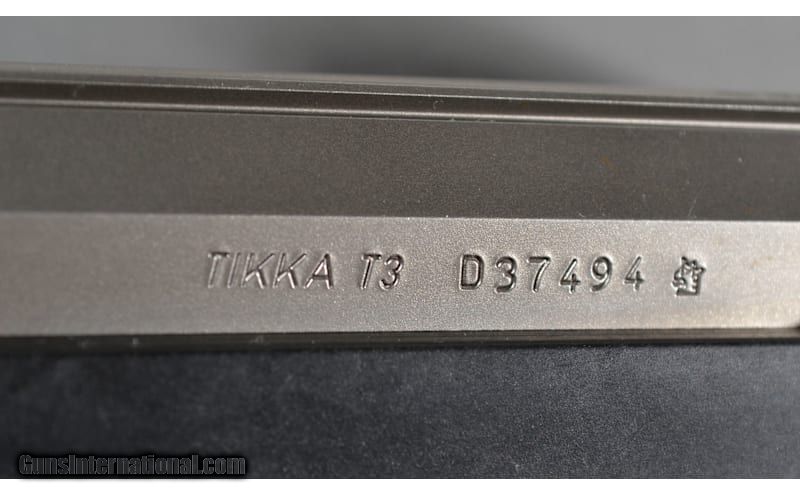 TIKKA T3 D37494
GunsInternational.com